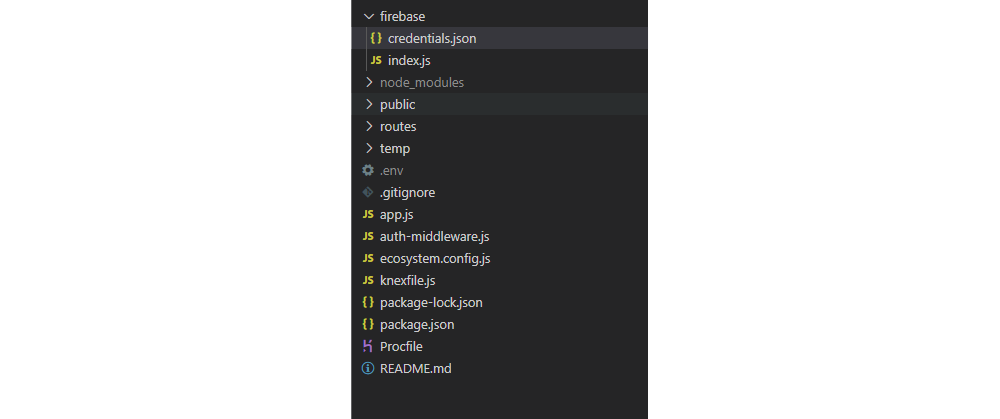 firebase
{} credentials.json
JS index.js
node_modules
public
routes
temp
.env
.gitignore
JS app.js
JS auth-middleware.js
JS ecosystem.config.js
JS knexfile.js
{} package-lock.json
{} package.json
Procfile
README.md